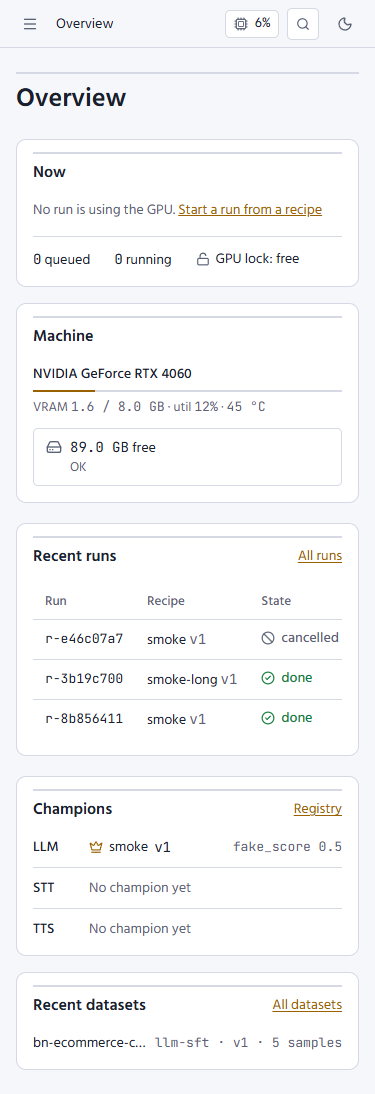 Overview 6%
Overview
Now
No run is using the GPU. Start a run from a recipe
0 queued 0 running GPU lock: free
Machine
NVIDIA GeForce RTX 4060
VRAM 1.6 / 8.0 GB · util 12% · 45 °C
89.0 GB free
OK
Recent runs All runs
Run Recipe State
r-e46c07a7 smoke v1 cancelled
r-3b19c700 smoke-long v1 done
r-8b856411 smoke v1 done
Champions Registry
LLM smoke v1 fake_score 0.5
STT No champion yet
TTS No champion yet
Recent datasets All datasets
bn-ecommerce-c... llm-sft · v1 · 5 samples